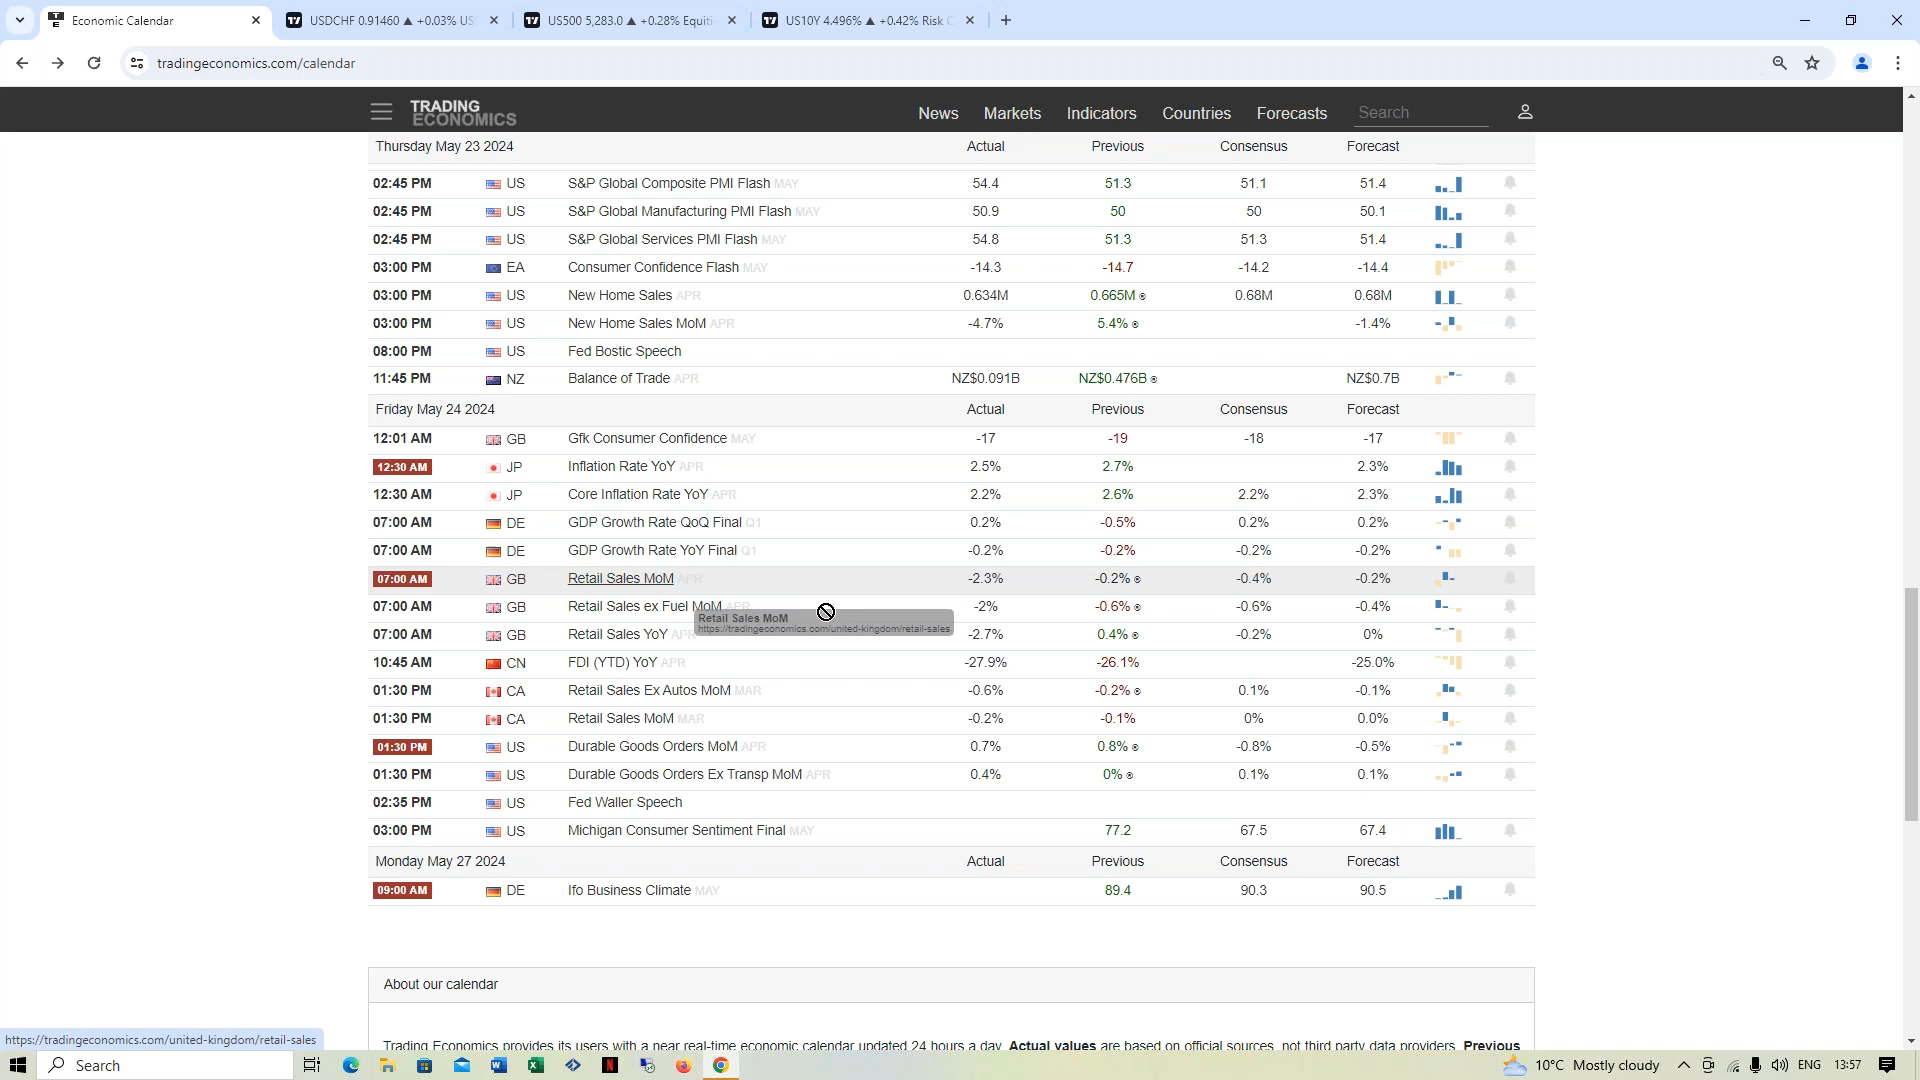 Economic Calendar
USDCHF 0.91460 ▲ +0.03% US
US500 5,283.0 ▲ +0.28% Equiti
US10Y 4.496% ▲ +0.42% Risk C
tradingeconomics.com/calendar
TRADING ECONOMICS
News Markets Indicators Countries Forecasts Search
Thursday May 23 2024 Actual Previous Consensus Forecast
02:45 PM US S&P Global Composite PMI Flash MAY 54.4 51.3 51.1 51.4
02:45 PM US S&P Global Manufacturing PMI Flash MAY 50.9 50 50 50.1
02:45 PM US S&P Global Services PMI Flash MAY 54.8 51.3 51.3 51.4
03:00 PM EA Consumer Confidence Flash MAY -14.3 -14.7 -14.2 -14.4
03:00 PM US New Home Sales APR 0.634M 0.665M ® 0.68M 0.68M
03:00 PM US New Home Sales MoM APR -4.7% 5.4% ® -1.4%
08:00 PM US Fed Bostic Speech
11:45 PM NZ Balance of Trade APR NZ$0.091B NZ$0.476B ® NZ$0.7B
Friday May 24 2024 Actual Previous Consensus Forecast
12:01 AM GB Gfk Consumer Confidence MAY -17 -19 -18 -17
12:30 AM JP Inflation Rate YoY APR 2.5% 2.7% 2.3%
12:30 AM JP Core Inflation Rate YoY APR 2.2% 2.6% 2.2% 2.3%
07:00 AM DE GDP Growth Rate QoQ Final Q1 0.2% -0.5% 0.2% 0.2%
07:00 AM DE GDP Growth Rate YoY Final Q1 -0.2% -0.2% -0.2% -0.2%
07:00 AM GB Retail Sales MoM APR -2.3% -0.2% ® -0.4% -0.2%
07:00 AM GB Retail Sales ex Fuel MoM APR -2% -0.6% ® -0.6% -0.4%
Retail Sales MoM
https://tradingeconomics.com/united-kingdom/retail-sales
07:00 AM GB Retail Sales YoY APR -2.7% 0.4% ® -0.2% 0%
10:45 AM CN FDI (YTD) YoY APR -27.9% -26.1% -25.0%
01:30 PM CA Retail Sales Ex Autos MoM MAR -0.6% -0.2% ® 0.1% -0.1%
01:30 PM CA Retail Sales MoM MAR -0.2% -0.1% 0% 0.0%
01:30 PM US Durable Goods Orders MoM APR 0.7% 0.8% ® -0.8% -0.5%
01:30 PM US Durable Goods Orders Ex Transp MoM APR 0.4% 0% ® 0.1% 0.1%
02:35 PM US Fed Waller Speech
03:00 PM US Michigan Consumer Sentiment Final MAY 77.2 67.5 67.4
Monday May 27 2024 Actual Previous Consensus Forecast
09:00 AM DE Ifo Business Climate MAY 89.4 90.3 90.5
About our calendar
Trading Economics provides its users with a near real-time economic calendar updated 24 hours a day. Actual values are based on official sources, not third party data providers. Previous
https://tradingeconomics.com/united-kingdom/retail-sales
Search
10°C Mostly cloudy ENG 13:57